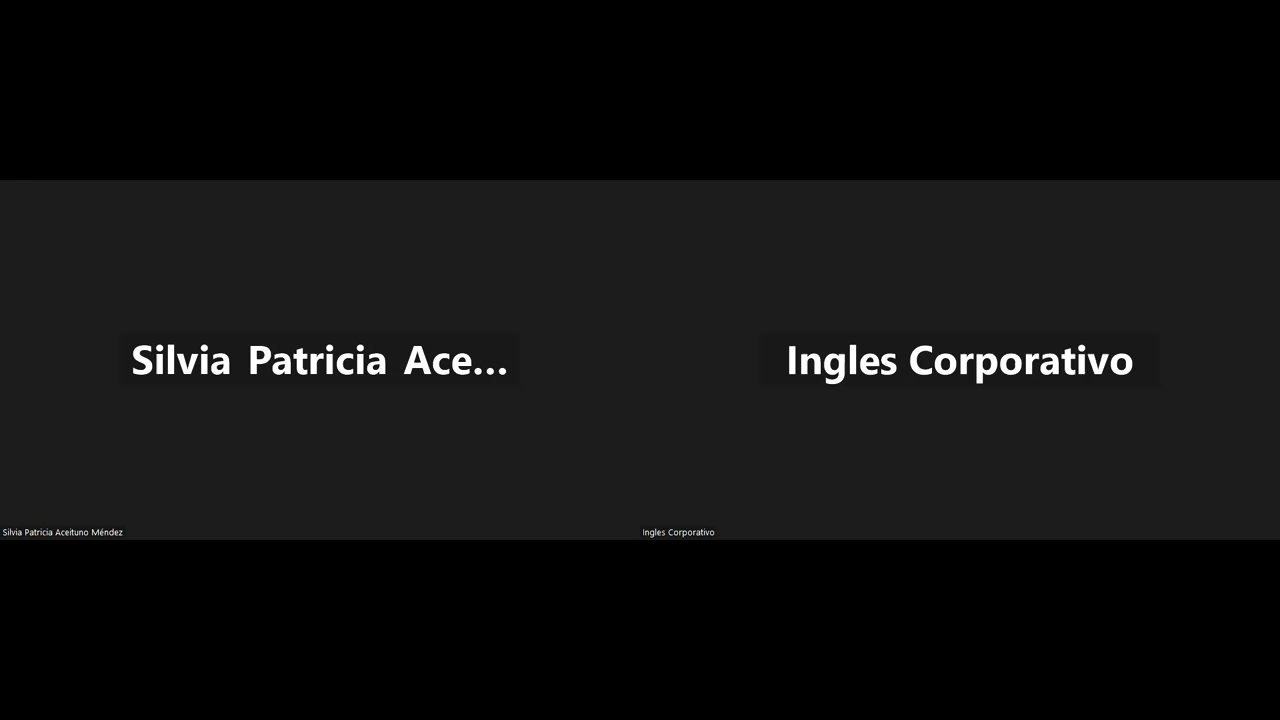 Silvia Patricia Ace...
Ingles Corporativo
Silvia Patricia Aceituno Méndez
Ingles Corporativo